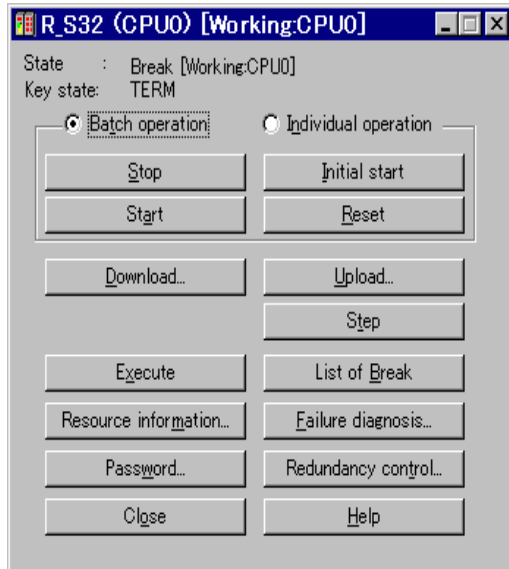 R_S32 (CPU0) [Working:CPU0]
State : Break [Working:CPU0]
Key state: TERM
Batch operation Individual operation
Stop Initial start
Start Reset
Download... Upload...
Step
Execute List of Break
Resource information... Failure diagnosis...
Password... Redundancy control...
Close Help